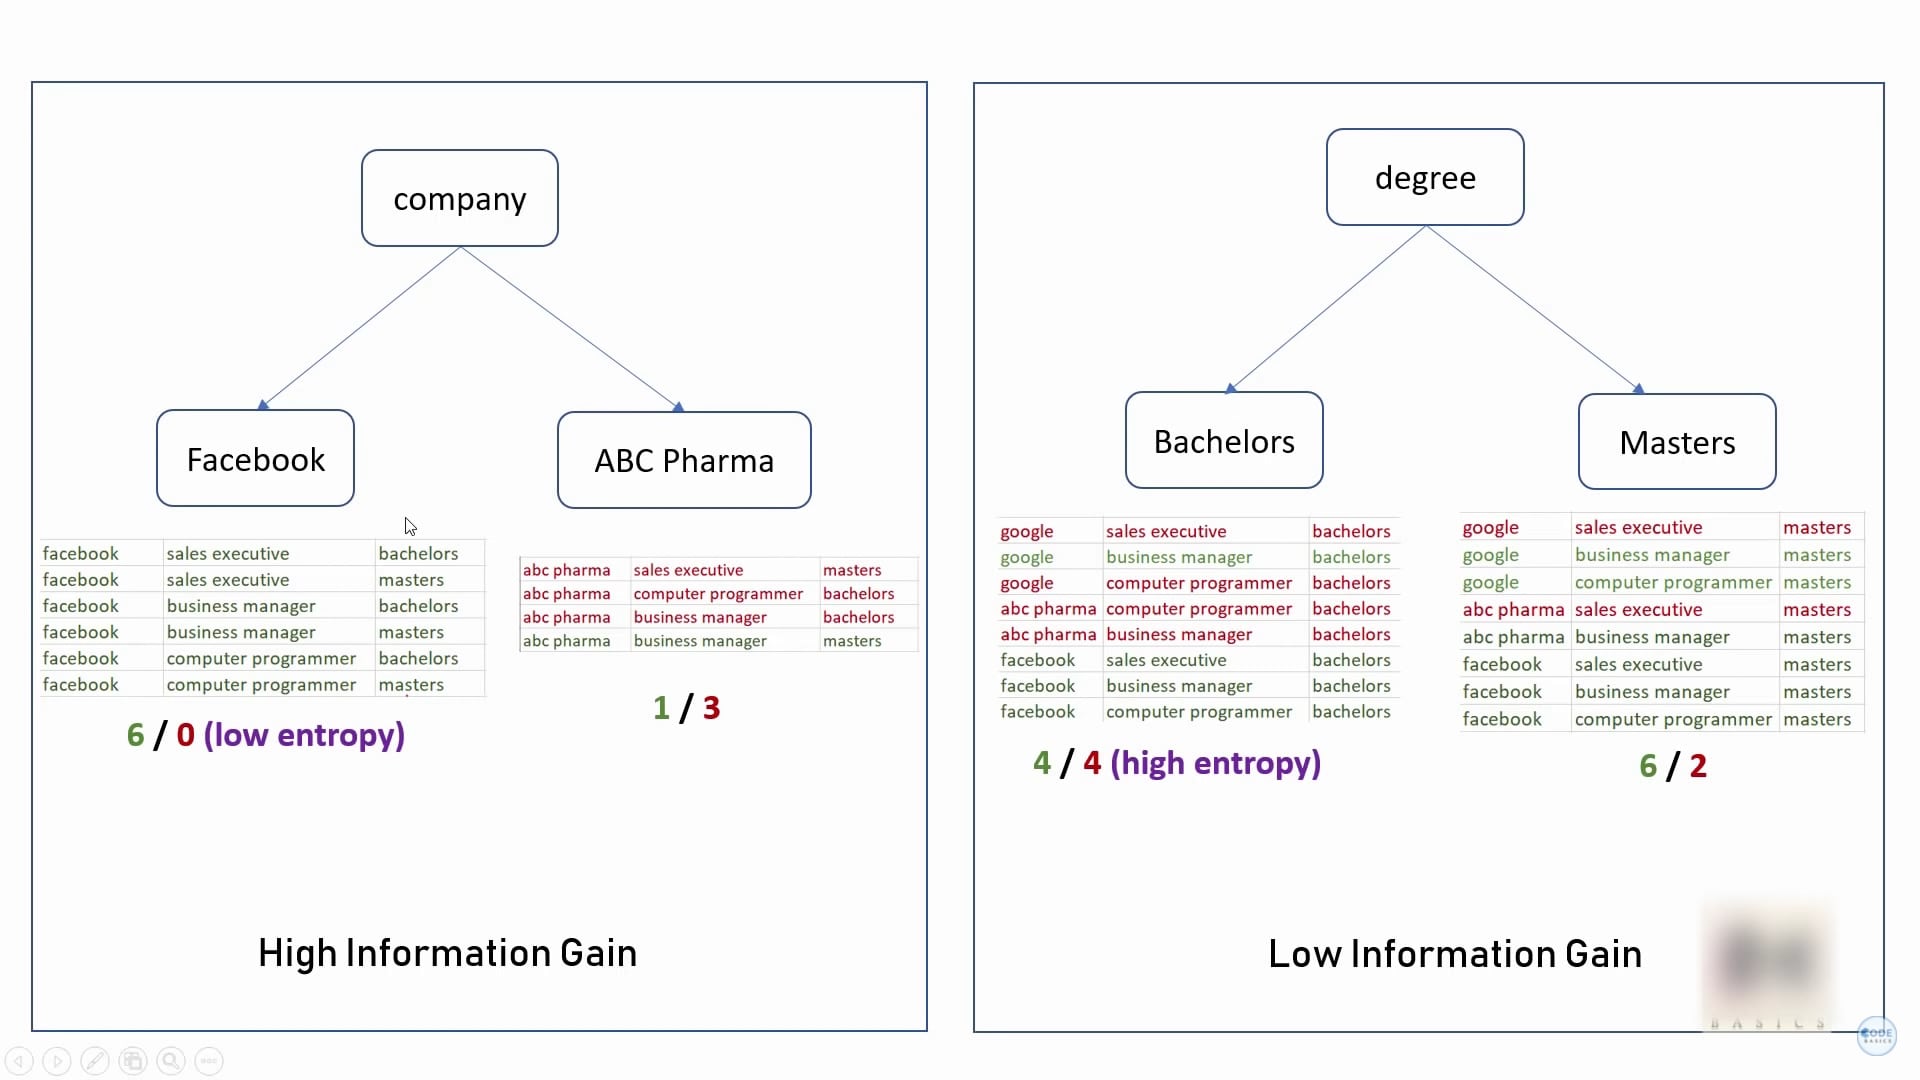 company
Facebook
ABC Pharma
facebook sales executive bachelors
facebook sales executive masters
facebook business manager bachelors
facebook business manager masters
facebook computer programmer bachelors
facebook computer programmer masters
6 / 0 (low entropy)
abc pharma sales executive masters
abc pharma computer programmer bachelors
abc pharma business manager bachelors
abc pharma business manager masters
1 / 3
High Information Gain
degree
Bachelors
Masters
google sales executive bachelors
google business manager bachelors
google computer programmer bachelors
abc pharma computer programmer bachelors
abc pharma business manager bachelors
facebook sales executive bachelors
facebook business manager bachelors
facebook computer programmer bachelors
4 / 4 (high entropy)
google sales executive masters
google business manager masters
google computer programmer masters
abc pharma sales executive masters
abc pharma business manager masters
facebook sales executive masters
facebook business manager masters
facebook computer programmer masters
6 / 2
Low Information Gain
BASICS
CODE
BASICS